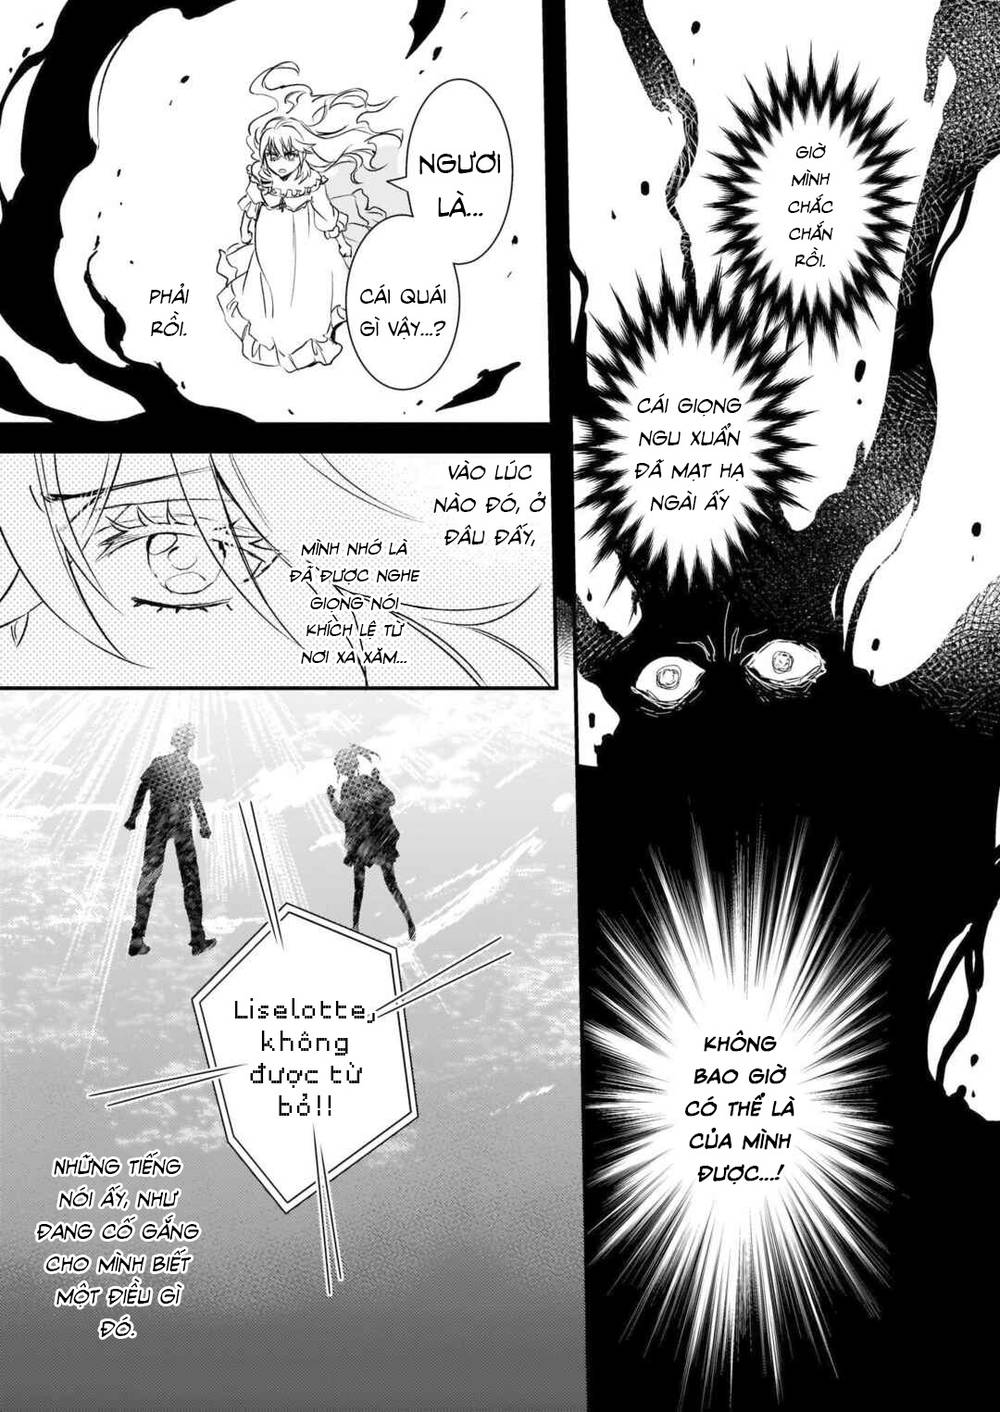 GIỜ
MÌNH
CHẮC
CHẮN
RỒI.
CÁI GIỌNG
NGU XUẨN
ĐÃ MẠT HẠ
NGÀI ẤY
KHÔNG
BAO GIỜ
CÓ THỂ LÀ
CỦA MÌNH
ĐƯỢC...!
NGƯƠI
LÀ...
CÁI QUÁI
GÌ VẬY...?
PHẢI
RỒI.
VÀO LÚC
NÀO ĐÓ, Ở
ĐÂU ĐẤY,
MÌNH NHỚ LÀ
ĐÃ ĐƯỢC NGHE
GIỌNG NÓI
KHÍCH LỆ TỪ
NƠI XA XĂM...
Liselotte,
không
được từ
bỏ!!
NHỮNG TIẾNG
NÓI ẤY, NHƯ
ĐANG CỐ GẮNG
CHO MÌNH BIẾT
MỘT ĐIỀU GÌ
ĐÓ.